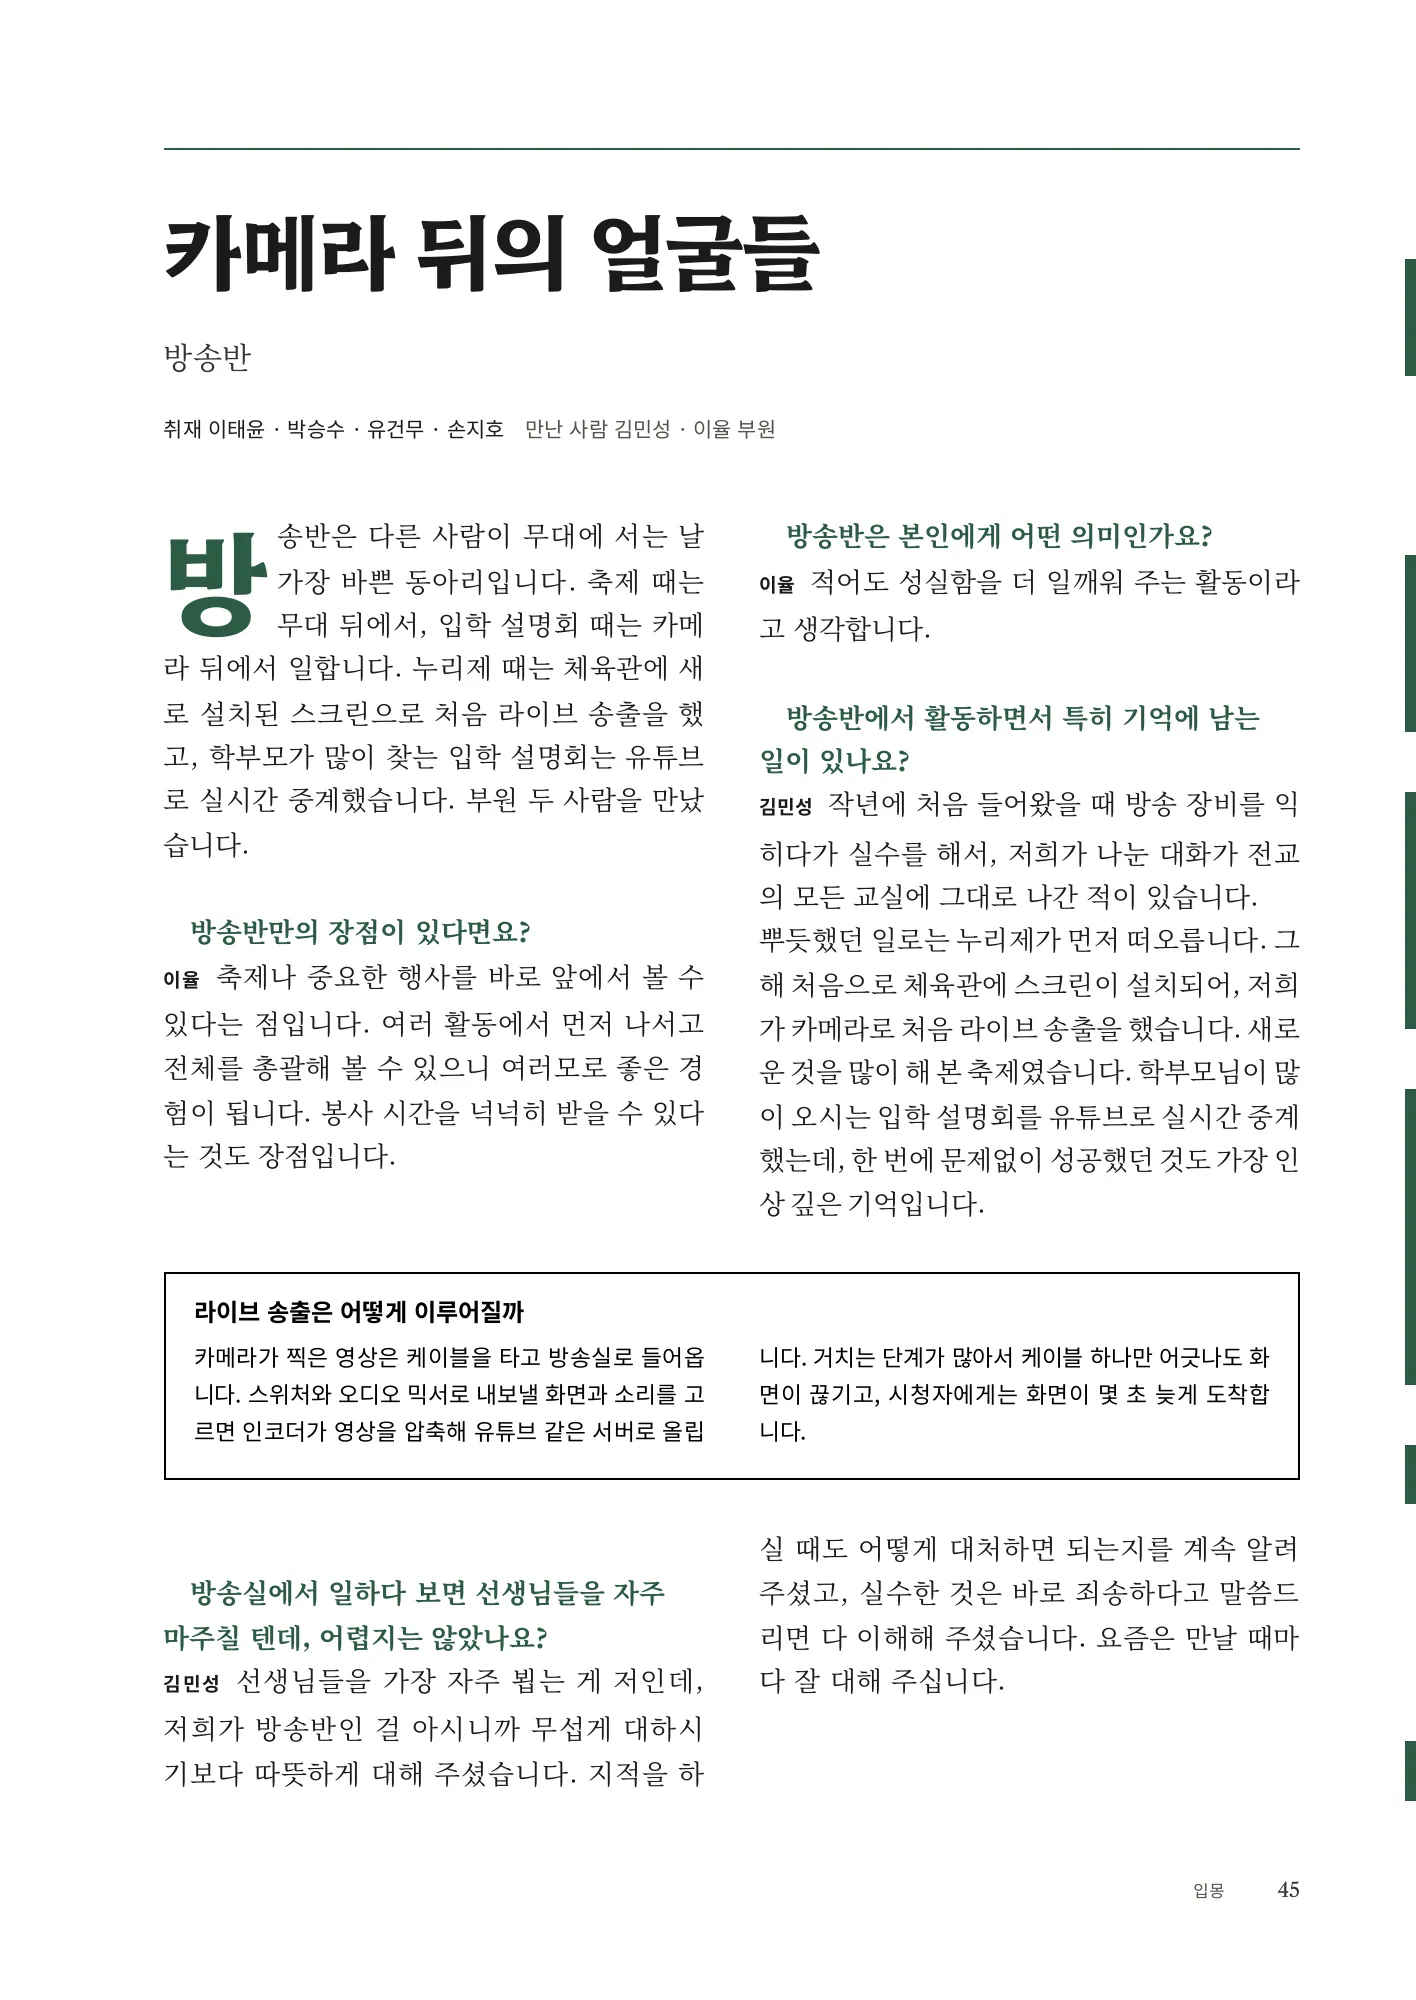 카메라 뒤의 얼굴들
방송반
취재 이태윤 · 박승수 · 유건무 · 손지호 만난 사람 김민성 · 이율 부원
방송반은 다른 사람이 무대에 서는 날
가장 바쁜 동아리입니다. 축제 때는
무대 뒤에서, 입학 설명회 때는 카메
라 뒤에서 일합니다. 누리제 때는 체육관에 새
로 설치된 스크린으로 처음 라이브 송출을 했
고, 학부모가 많이 찾는 입학 설명회는 유튜브
로 실시간 중계했습니다. 부원 두 사람을 만났
습니다.
방송반만의 장점이 있다면요?
이율 축제나 중요한 행사를 바로 앞에서 볼 수
있다는 점입니다. 여러 활동에서 먼저 나서고
전체를 총괄해 볼 수 있으니 여러모로 좋은 경
험이 됩니다. 봉사 시간을 넉넉히 받을 수 있다
는 것도 장점입니다.
방송반은 본인에게 어떤 의미인가요?
이율 적어도 성실함을 더 일깨워 주는 활동이라
고 생각합니다.
방송반에서 활동하면서 특히 기억에 남는
일이 있나요?
김민성 작년에 처음 들어왔을 때 방송 장비를 익
히다가 실수를 해서, 저희가 나눈 대화가 전교
의 모든 교실에 그대로 나간 적이 있습니다.
뿌듯했던 일로는 누리제가 먼저 떠오릅니다. 그
해 처음으로 체육관에 스크린이 설치되어, 저희
가 카메라로 처음 라이브 송출을 했습니다. 새로
운 것을 많이 해 본 축제였습니다. 학부모님이 많
이 오시는 입학 설명회를 유튜브로 실시간 중계
했는데, 한 번에 문제없이 성공했던 것도 가장 인
상 깊은 기억입니다.
라이브 송출은 어떻게 이루어질까
카메라가 찍은 영상은 케이블을 타고 방송실로 들어옵
니다. 스위처와 오디오 믹서로 내보낼 화면과 소리를 고
르면 인코더가 영상을 압축해 유튜브 같은 서버로 올립
니다. 거치는 단계가 많아서 케이블 하나만 어긋나도 화
면이 끊기고, 시청자에게는 화면이 몇 초 늦게 도착합
니다.
방송실에서 일하다 보면 선생님들을 자주
마주칠 텐데, 어렵지는 않았나요?
김민성 선생님들을 가장 자주 뵙는 게 저인데,
저희가 방송반인 걸 아시니까 무섭게 대하시
기보다 따뜻하게 대해 주셨습니다. 지적을 하
실 때도 어떻게 대처하면 되는지를 계속 알려
주셨고, 실수한 것은 바로 죄송하다고 말씀드
리면 다 이해해 주셨습니다. 요즘은 만날 때마
다 잘 대해 주십니다.
입몽 45